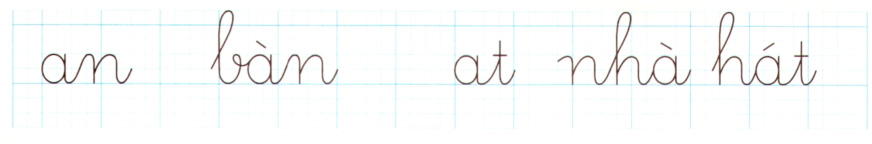 an bàn at nhà hát